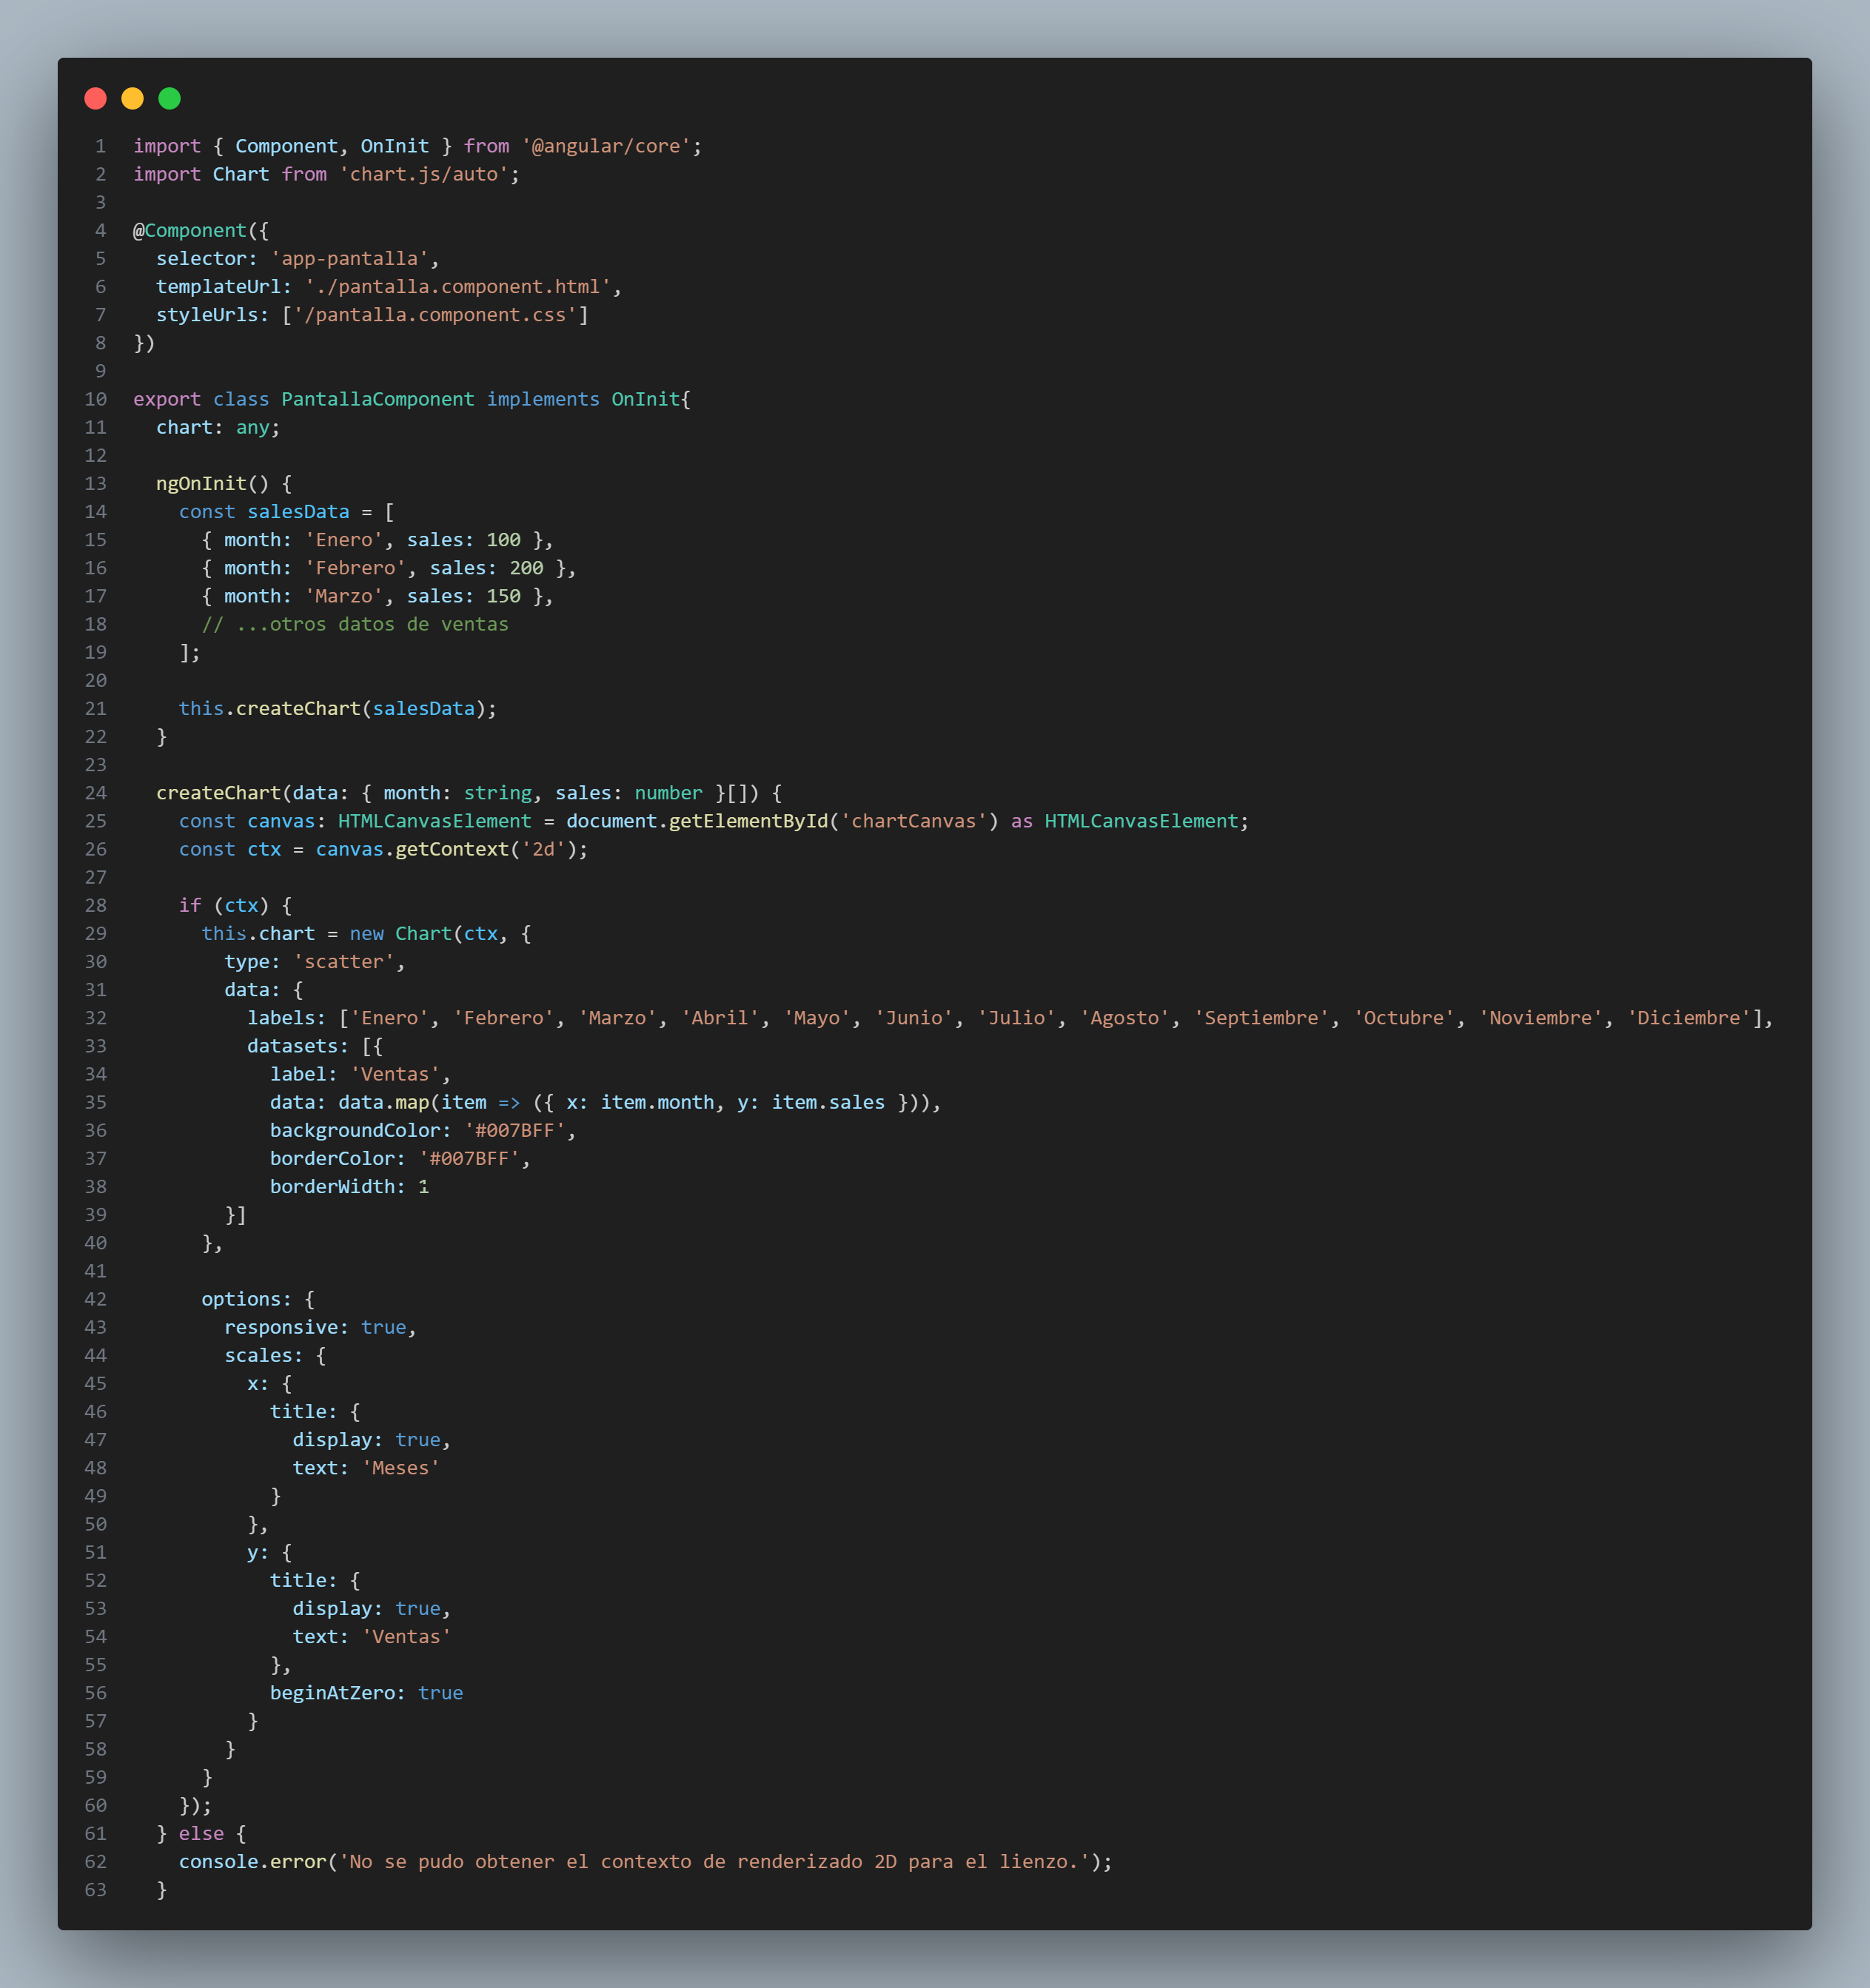 1 import { Component, OnInit } from '@angular/core';
2 import Chart from 'chart.js/auto';
3
4 @Component({
5   selector: 'app-pantalla',
6   templateUrl: './pantalla.component.html',
7   styleUrls: ['/pantalla.component.css']
8 })
9
10 export class PantallaComponent implements OnInit{
11   chart: any;
12
13   ngOnInit() {
14     const salesData = [
15       { month: 'Enero', sales: 100 },
16       { month: 'Febrero', sales: 200 },
17       { month: 'Marzo', sales: 150 },
18       // ...otros datos de ventas
19     ];
20
21     this.createChart(salesData);
22   }
23
24   createChart(data: { month: string, sales: number }[]) {
25     const canvas: HTMLCanvasElement = document.getElementById('chartCanvas') as HTMLCanvasElement;
26     const ctx = canvas.getContext('2d');
27
28     if (ctx) {
29       this.chart = new Chart(ctx, {
30         type: 'scatter',
31         data: {
32           labels: ['Enero', 'Febrero', 'Marzo', 'Abril', 'Mayo', 'Junio', 'Julio', 'Agosto', 'Septiembre', 'Octubre', 'Noviembre', 'Diciembre'],
33           datasets: [{
34             label: 'Ventas',
35             data: data.map(item => ({ x: item.month, y: item.sales })),
36             backgroundColor: '#007BFF',
37             borderColor: '#007BFF',
38             borderWidth: 1
39         }]
40       },
41
42       options: {
43         responsive: true,
44         scales: {
45           x: {
46             title: {
47               display: true,
48               text: 'Meses'
49             }
50           },
51           y: {
52             title: {
53               display: true,
54               text: 'Ventas'
55             },
56             beginAtZero: true
57           }
58         }
59       }
60     });
61   } else {
62     console.error('No se pudo obtener el contexto de renderizado 2D para el lienzo.');
63   }